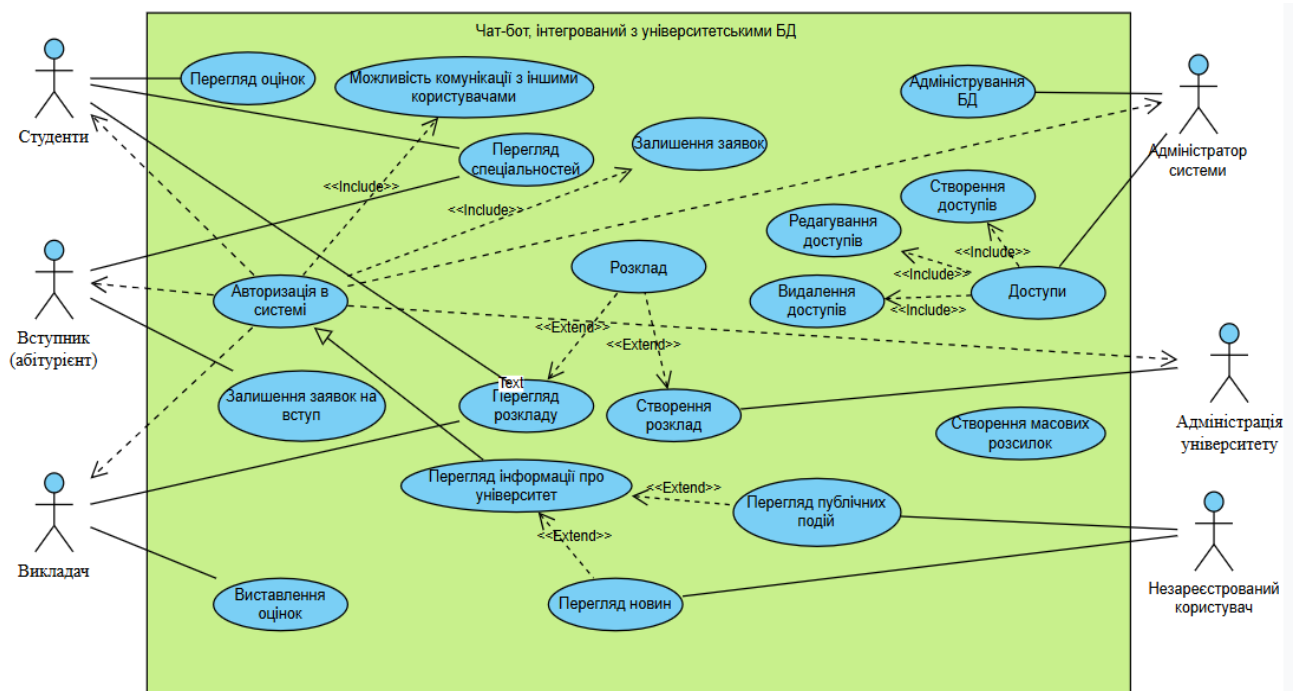 Чат-бот, інтегрований з університетськими БД
Перегляд оцінок
Можливість комунікації з іншими
користувачами
Адміністрування
БД
Студенти
Перегляд
спеціальностей
Залишення заявок
Адміністратор
системи
<<Include>>
<<Include>>
Створення
доступів
Редагування
доступів
<<Include>>
Розклад
<<Include>>
Авторизація в
системі
Видалення
доступів
Доступи
<<Include>>
Вступник
(абітурієнт)
<<Extend>>
<<Extend>>
Text
Залишення заявок на
вступ
Перегляд
розкладу
Створення
розклад
Адміністрація
університету
Створення масових
розсилок
Перегляд інформації про
університет
<<Extend>>
Перегляд публічних
подій
<<Extend>>
Викладач
Виставлення
оцінок
Перегляд новин
Незареєстрований
користувач